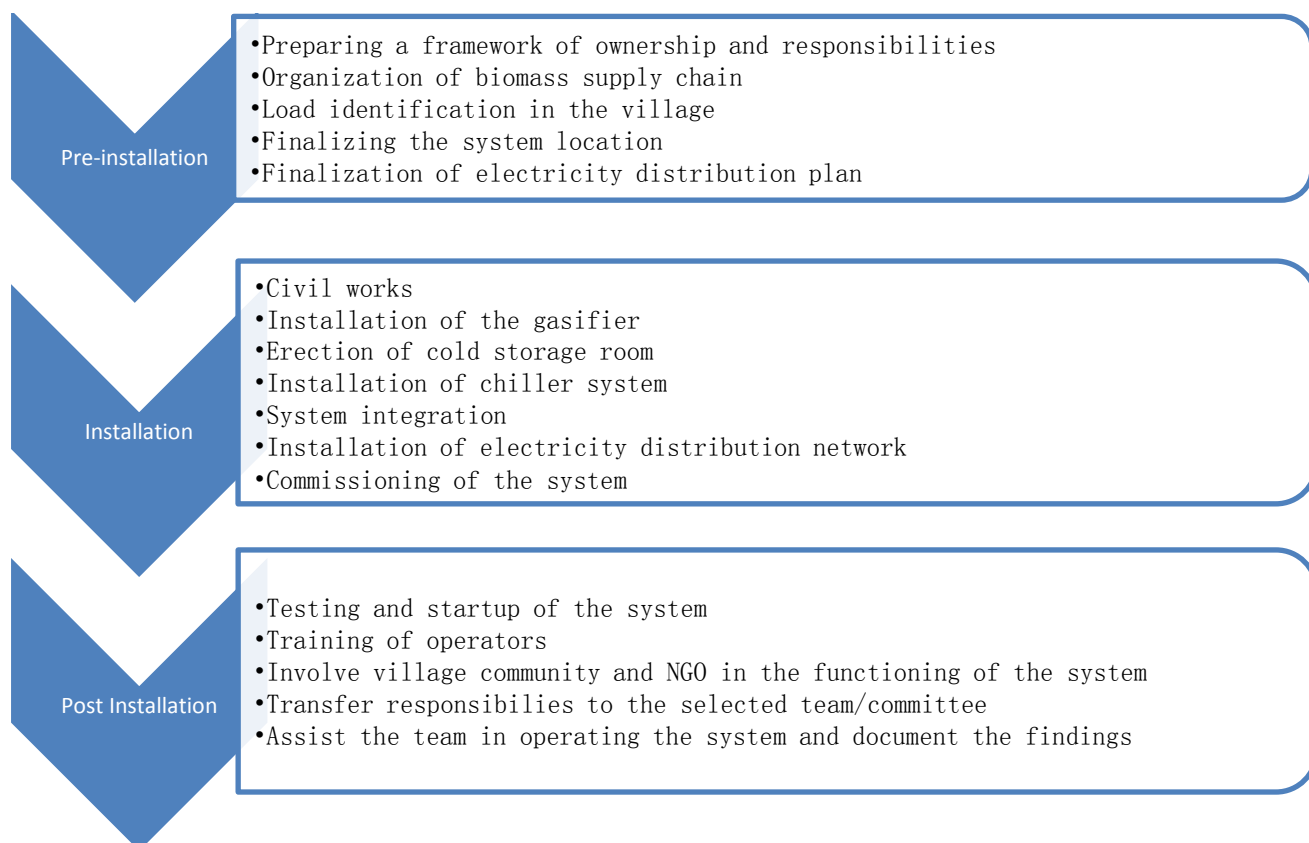 Pre-installation
•Preparing a framework of ownership and responsibilities
•Organization of biomass supply chain
•Load identification in the village
•Finalizing the system location
•Finalization of electricity distribution plan
Installation
•Civil works
•Installation of the gasifier
•Erection of cold storage room
•Installation of chiller system
•System integration
•Installation of electricity distribution network
•Commissioning of the system
Post Installation
•Testing and startup of the system
•Training of operators
•Involve village community and NGO in the functioning of the system
•Transfer responsibilies to the selected team/committee
•Assist the team in operating the system and document the findings